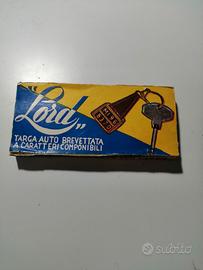 "Lord"
TARGA AUTO BREVETTATA
A CARATTERI COMPONIBILI
subito